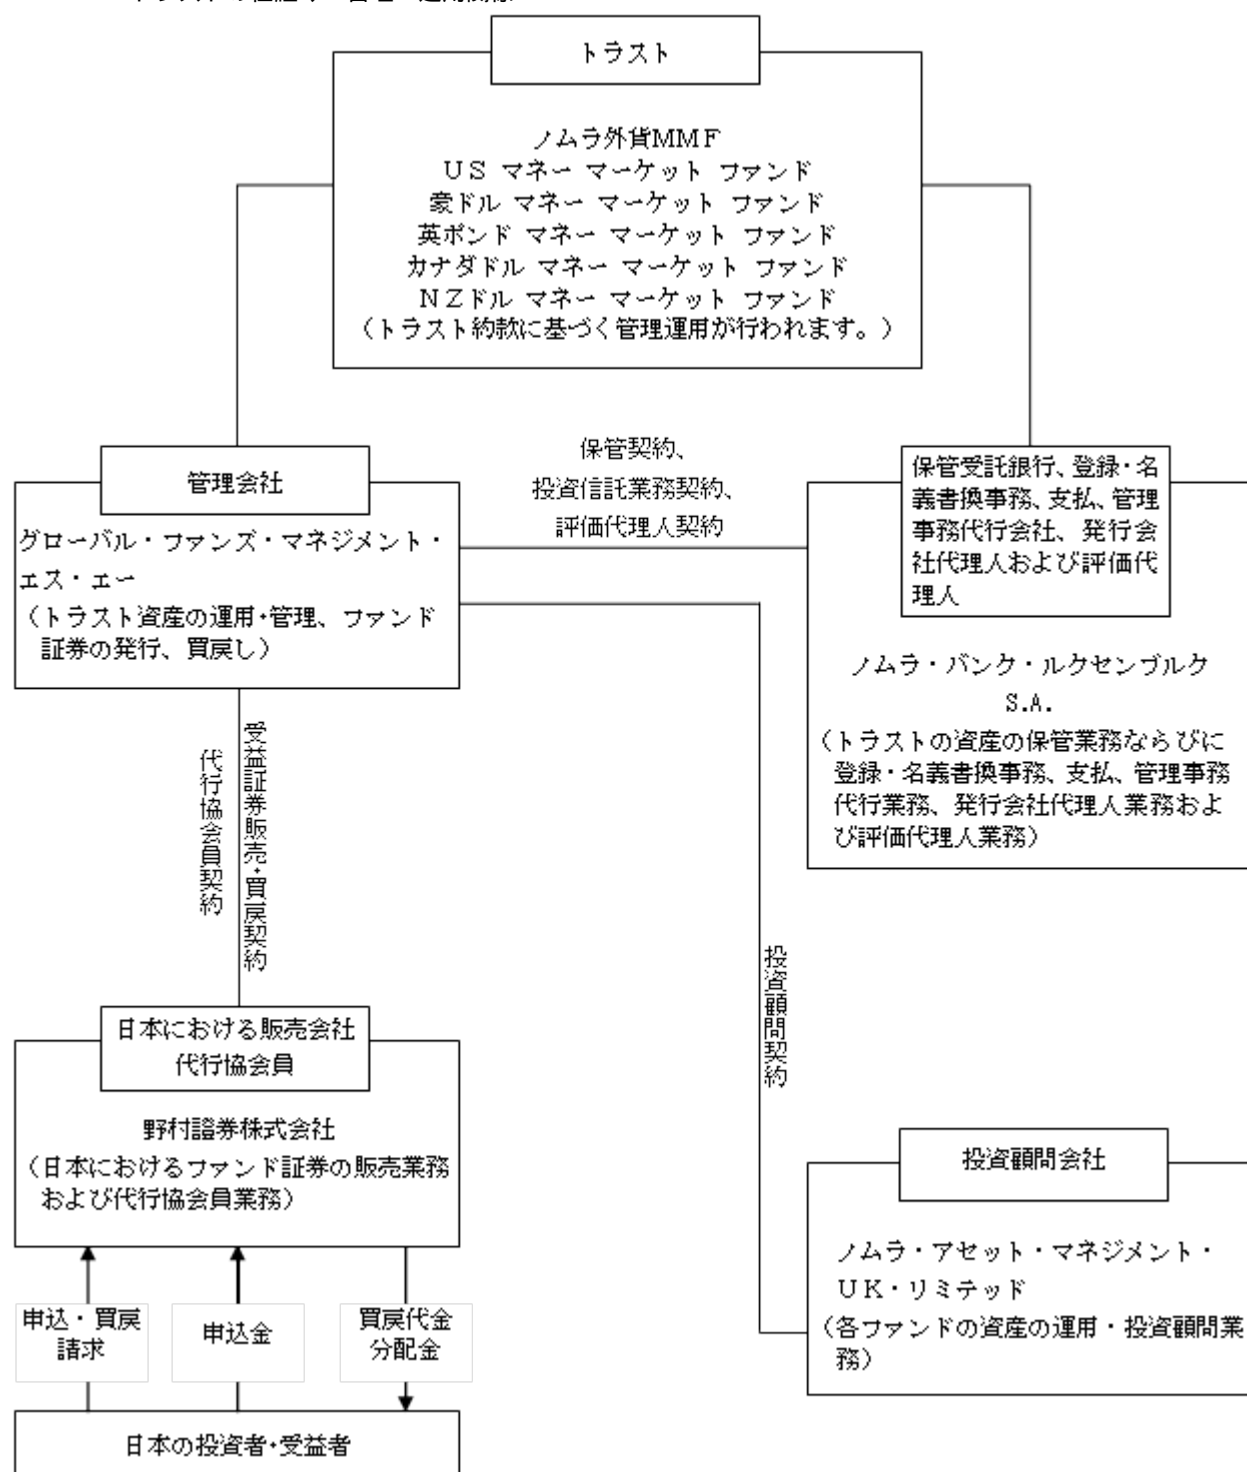 トラスト
ノムラ外貨MMF
US マネー マーケット ファンド
豪ドル マネー マーケット ファンド
英ポンド マネー マーケット ファンド
カナダドル マネー マーケット ファンド
NZドル マネー マーケット ファンド
(トラスト約款に基づく管理運用が行われます。)
管理会社
グローバル・ファンズ・マネジメント・
エス・エー
(トラスト資産の運用・管理、ファンド
証券の発行、買戻し)
保管契約、
投資信託業務契約、
評価代理人契約
保管受託銀行、登録・名
義書換事務、支払、管理
事務代行会社、発行会
社代理人および評価代
理人
ノムラ・バンク・ルクセンブルク
S.A.
(トラストの資産の保管業務ならびに
登録・名義書換事務、支払、管理事務
代行業務、発行会社代理人業務およ
び評価代理人業務)
代行協会員契約
受益証券販売・買戻契約
投資顧問契約
日本における販売会社
代行協会員
野村證券株式会社
(日本におけるファンド証券の販売業務
および代行協会員業務)
投資顧問会社
ノムラ・アセット・マネジメント・
UK・リミテッド
(各ファンドの資産の運用・投資顧問業
務)
申込・買戻
請求
申込金
買戻代金
分配金
日本の投資者・受益者